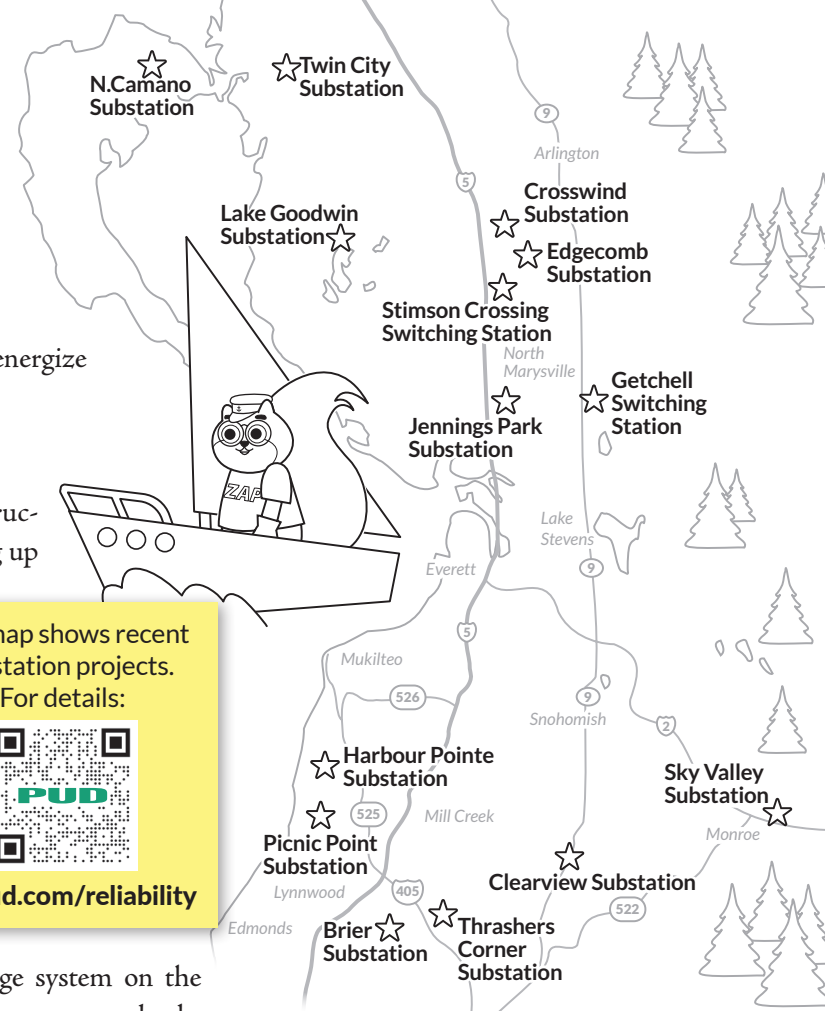 N.Camano
Substation
Twin City
Substation
9
Arlington
5
Crosswind
Substation
Lake Goodwin
Substation
Edgecomb
Substation
Stimson Crossing
Switching Station
North
Marysville
energize
Getchell
Switching
Station
Jennings Park
Substation
ZAP
ruc-
g up
Lake
Stevens
Everett
9
map shows recent
station projects.
For details:
PUD
ud.com/reliability
5
Mukilteo
526
9
Snohomish
2
Harbour Pointe
Substation
Sky Valley
Substation
525
Mill Creek
Monroe
Picnic Point
Substation
Clearview Substation
Lynnwood
405
522
Edmonds
Brier
Substation
Thrashers
Corner
Substation
ge system on the